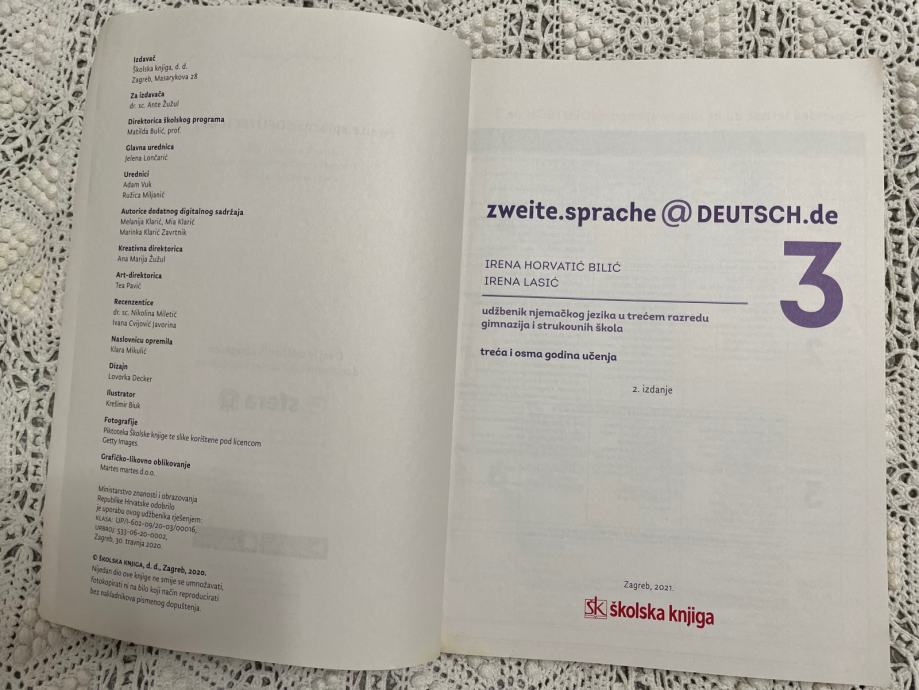 Izdavač
Školska knjiga, d. d.
Zagreb, Masarykova 28
Za izdavača
dr. sc. Ante Žužul
Direktorica školskog programa
Matilda Bulić, prof.
Glavna urednica
Jelena Lončarić
Urednici
Adam Vuk
Ružica Miljanić
Autorice dodatnog digitalnog sadržaja
Melanija Klarić, Mia Klarić
Marinka Klarić Zavrtnik
Kreativna direktorica
Ana Marija Žužul
Art-direktorica
Tea Pavić
Recenzentice
dr. sc. Nikolina Miletić
Ivana Cvijović Javorina
Naslovnicu opremila
Klara Mikulić
Dizajn
Lovorka Decker
Ilustrator
Krešimir Biuk
Fotografije
Piktoteka Školske knjige te slike korištene pod licencom
Getty Images
Grafičko-likovno oblikovanje
Martes martes d.o.o.
Ministarstvo znanosti i obrazovanja
Republike Hrvatske odobrilo
je uporabu ovog udžbenika rješenjem:
KLASA: UP/I-602-09/20-03/00016,
URBROJ: 533-06-20-0002,
Zagreb, 30. travnja 2020.
© ŠKOLSKA KNJIGA, d. d., Zagreb, 2020.
Nijedan dio ove knjige ne smije se umnožavati,
fotokopirati ni na bilo koji način reproducirati
bez nakladnikova pismenog dopuštenja.
zweite.sprache @ DEUTSCH.de
3
IRENA HORVATIĆ BILIĆ
IRENA LASIĆ
udžbenik njemačkog jezika u trećem razredu
gimnazija i strukovnih škola
treća i osma godina učenja
2. izdanje
Zagreb, 2021.
šk školska knjiga